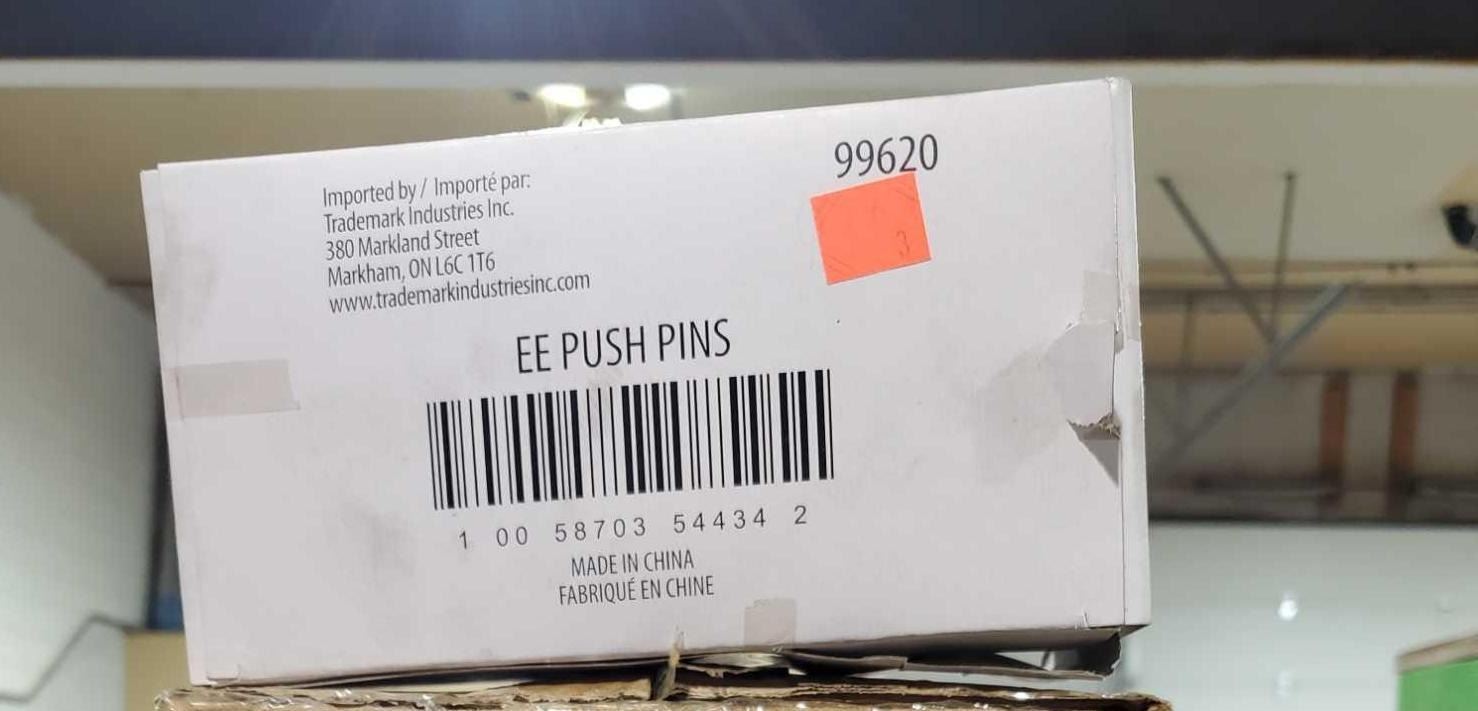 Imported by / Importé par:
Trademark Industries Inc.
380 Markland Street
Markham, ON L6C 1T6
www.trademarkindustriesinc.com
99620
3
EE PUSH PINS
1 00 58703 54434 2
MADE IN CHINA
FABRIQUÉ EN CHINE